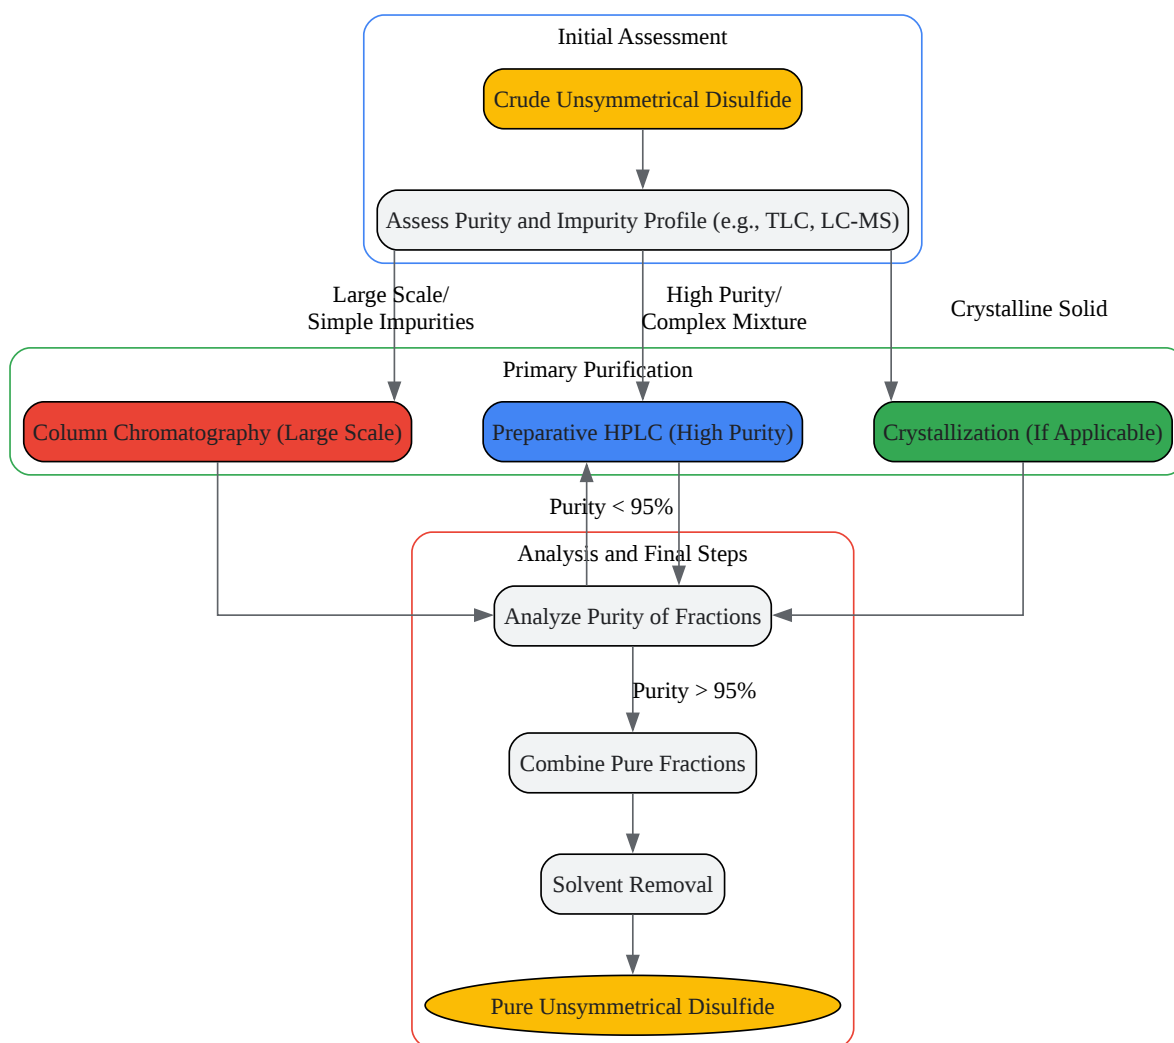 Initial Assessment
Crude Unsymmetrical Disulfide
Assess Purity and Impurity Profile (e.g., TLC, LC-MS)
Large Scale/
Simple Impurities
High Purity/
Complex Mixture
Crystalline Solid
Primary Purification
Column Chromatography (Large Scale)
Preparative HPLC (High Purity)
Crystallization (If Applicable)
Purity < 95%
Analysis and Final Steps
Analyze Purity of Fractions
Purity > 95%
Combine Pure Fractions
Solvent Removal
Pure Unsymmetrical Disulfide